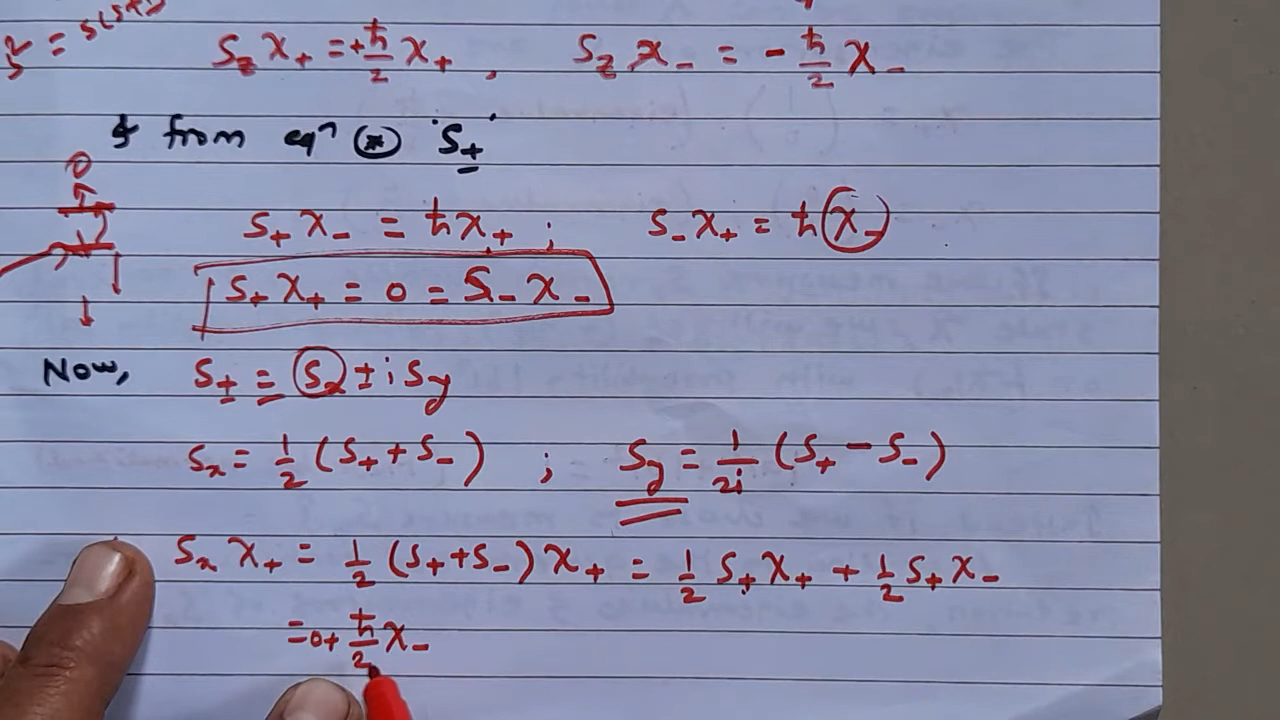 S_z χ_+ = +ħ/2 χ_+ , S_z χ_- = - ħ/2 χ_-
& from eqⁿ (*) 'S_±'
S_+ χ_- = ħ χ_+ ; S_- χ_+ = ħ χ_-
S_+ χ_+ = 0 = S_- χ_-
Now, S_± = S_x ± i S_y
S_x = 1/2 (S_+ + S_-) ; S_y = 1/2i (S_+ - S_-)
S_x χ_+ = 1/2 (S_+ + S_-) χ_+ = 1/2 S_+ χ_+ + 1/2 S_+ χ_-
= 0 + ħ/2 χ_-